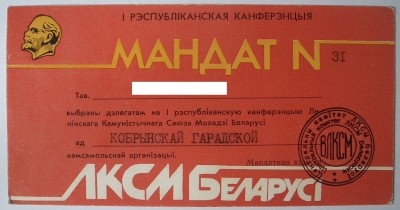 І РЭСПУБЛІКАНСКАЯ КАНФЕРЭНЦЫЯ
МАНДАТ N 31
Тав.
выбраны дэлегатам на І рэспубліканскую канферэнцыю Ле-
нінскага Камуністычнага Саюза Моладзі Беларусі
ад КОБРЫНСКАЙ ГАРАДСКОЙ
камсамольскай арганізацыі.
Мандатная
ВЛКСМ
ЛКСМ БЕЛАРУСІ